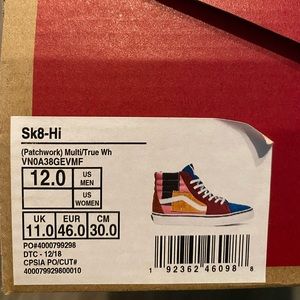 Sk8-Hi
(Patchwork) Multi/True Wh
VN0A38GEVMF
12.0 US MEN
US WOMEN
UK EUR CM
11.0 46.0 30.0
PO#4000799298
DTC - 12/18
CPSIA PO/CUT#
400079929800010
1 92362 46098 8